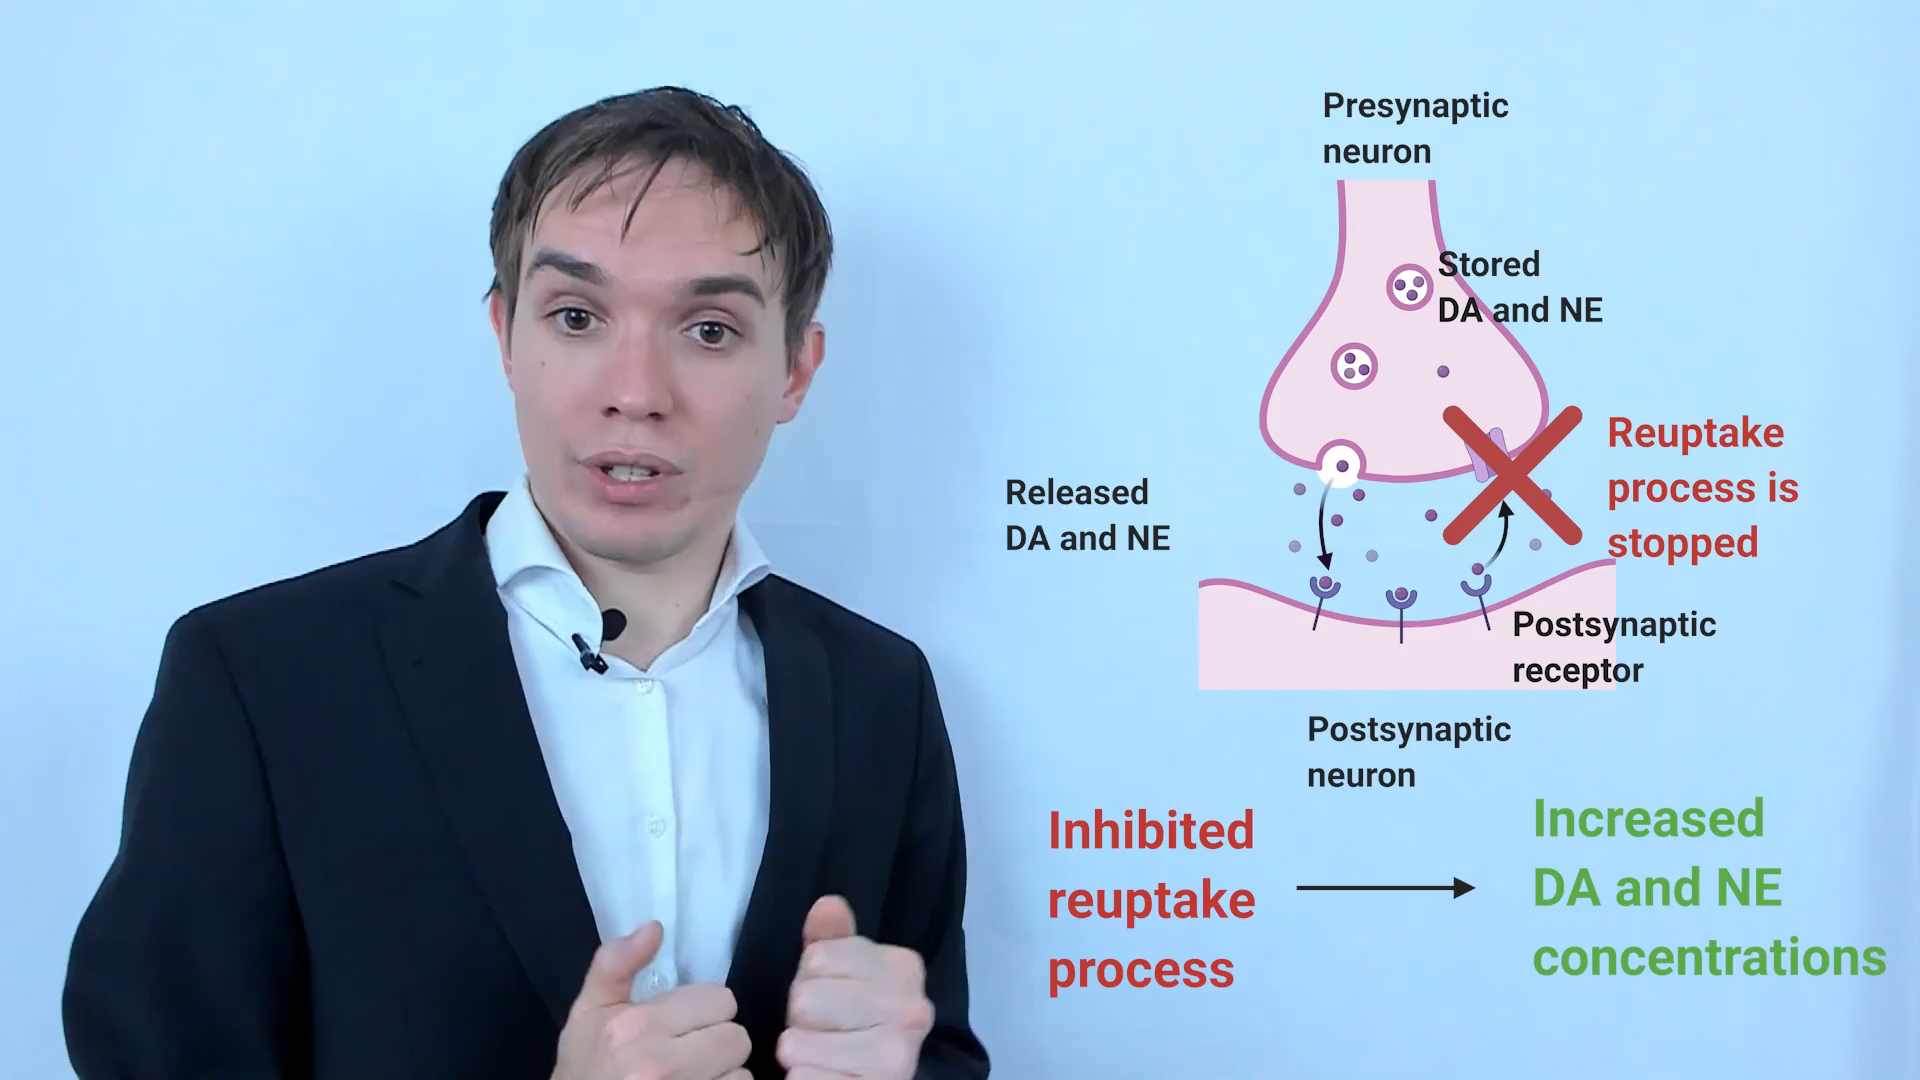 Presynaptic
neuron
Stored
DA and NE
Reuptake
process is
stopped
Released
DA and NE
Postsynaptic
receptor
Postsynaptic
neuron
Inhibited
reuptake
process
Increased
DA and NE
concentrations